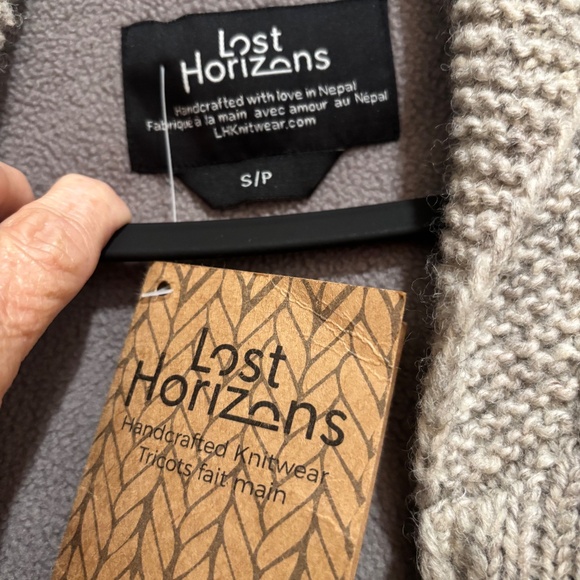 Lost
Horizons
Handcrafted with love in Nepal
Fabriqué à la main avec amour au Népal
LHKnitwear.com
S/P
Lost
Horizons
Handcrafted Knitwear
Tricots fait main